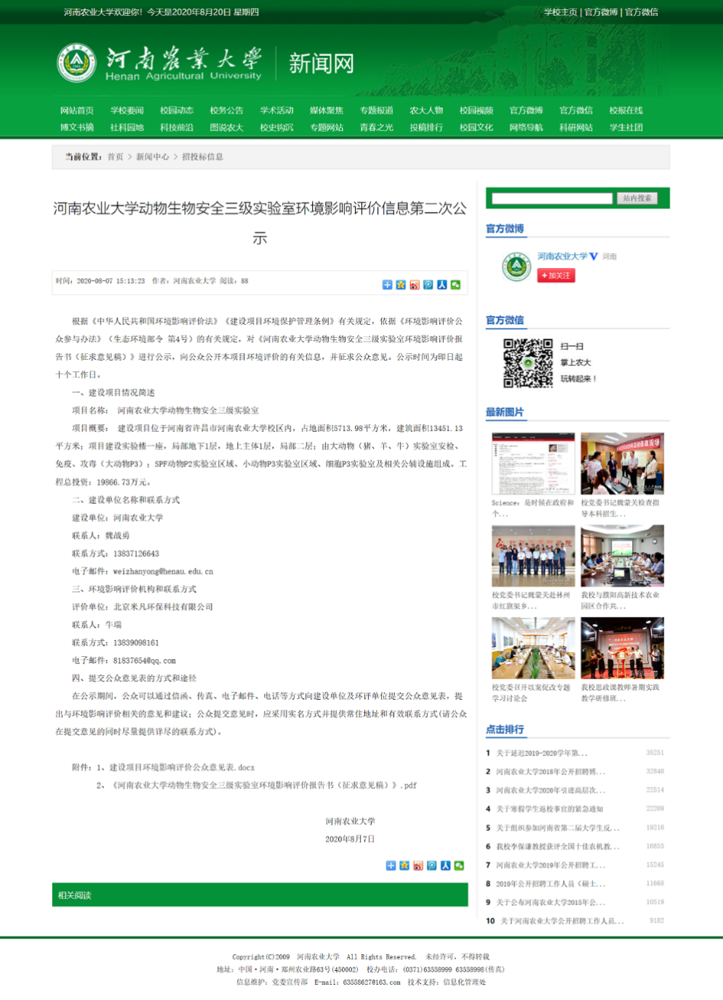 河南农业大学欢迎你！今天是2020年8月20日 星期四
学校主页 | 官方微博 | 官方微信
河南农业大学
Henan Agricultural University
新闻网
网站首页 学校要闻 校园动态 校务公告 学术活动 媒体聚焦 专题报道 农大人物 校园视频 官方微博 官方微信 校报在线
博文书摘 社科园地 科技前沿 图说农大 校史钩沉 专题网站 青春之光 投稿排行 校园文化 网络导航 科研网站 学生社团
当前位置：首页 > 新闻中心 > 招投标信息
河南农业大学动物生物安全三级实验室环境影响评价信息第二次公
示
时间：2020-08-07 15:13:23 作者：河南农业大学 阅读：88
根据《中华人民共和国环境影响评价法》《建设项目环境保护管理条例》有关规定，依据《环境影响评价公
众参与办法》（生态环境部令 第4号）的有关规定，对《河南农业大学动物生物安全三级实验室环境影响评价报
告书（征求意见稿）》进行公示，向公众公开本项目环境评价的有关信息，并征求公众意见。公示时间为即日起
十个工作日。
一、建设项目情况简述
项目名称： 河南农业大学动物生物安全三级实验室
项目概要： 建设项目位于河南省许昌市河南农业大学校区内，占地面积5713.98平方米，建筑面积13451.13
平方米；项目建设实验楼一座，局部地下1层，地上主体1层，局部二层；由大动物（猪、羊、牛）实验室安检、
免疫、攻毒（大动物P3）；SPF动物P2实验室区域、小动物P3实验室区域、细胞P3实验室及相关公辅设施组成。工
程总投资：19866.73万元。
二、建设单位名称和联系方式
建设单位：河南农业大学
联系人：魏战勇
联系方式：13837126643
电子邮件：weizhanyong@henau.edu.cn
三、环境影响评价机构和联系方式
评价单位：北京米凡环保科技有限公司
联系人：牛瑞
联系方式：13839098161
电子邮件：81837654@qq.com
四、提交公众意见表的方式和途径
在公示期间，公众可以通过信函、传真、电子邮件、电话等方式向建设单位及环评单位提交公众意见表，提
出与环境影响评价相关的意见和建议；公众提交意见时，应采用实名方式并提供常住地址和有效联系方式(请公众
在提交意见的同时尽量提供详尽的联系方式)。
附件：1、建设项目环境影响评价公众意见表.docx
2、《河南农业大学动物生物安全三级实验室环境影响评价报告书（征求意见稿）》.pdf
河南农业大学
2020年8月7日
相关阅读
站内搜索
官方微博
河南农业大学 V 河南
+加关注
官方微信
扫一扫
掌上农大
玩转起来！
最新图片
Science：是时候在政府和
个...
校党委书记魏蒙关检查指
导本科招生...
校党委书记魏蒙关赴林州
市红旗渠乡...
我校与濮阳高新技术农业
园区合作共...
校党委召开以案促改专题
学习讨论会
我校思政课教师暑期实践
教学研修班...
点击排行
1 关于延迟2019-2020学年第... 35251
2 河南农业大学2018年公开招聘博... 32840
3 河南农业大学2020年引进高层次... 22514
4 关于寒假学生返校事宜的紧急通知 22209
5 关于组织参加河南省第二届大学生反... 19210
6 我校李保谦教授获评全国十佳农机教... 16855
7 河南农业大学2019年公开招聘工... 15245
8 2019年公开招聘工作人员（硕士... 11668
9 关于公布河南农业大学2015年公... 10519
10 关于河南农业大学公开招聘工作人员... 9182
Copyright(C)2009 河南农业大学 All Rights Reserved. 未经许可，不得转载
地址：中国·河南·郑州农业路63号(450002) 校办电话：(0371)63558999 63558998(传真)
信息维护：党委宣传部 E-mail：63558627@163.com 技术支持：信息化管理处